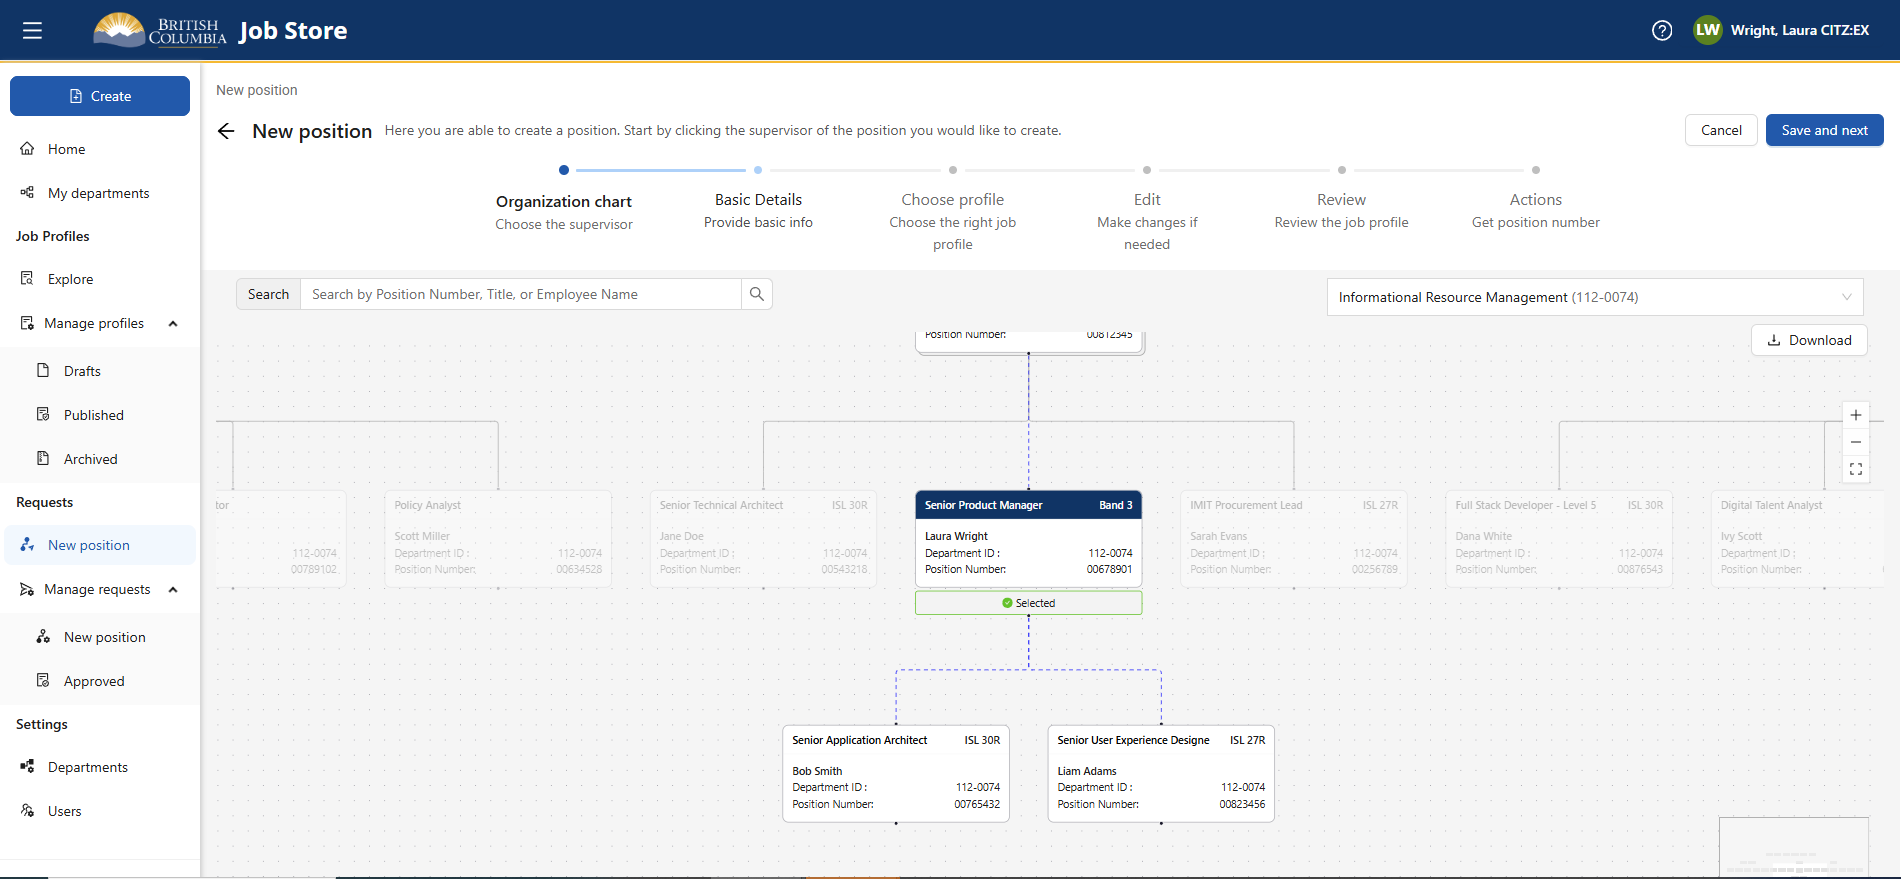 BRITISH
COLUMBIA
Job Store
LW
Wright, Laura CITZ:EX
Create
Home
My departments
Job Profiles
Explore
Manage profiles
Drafts
Published
Archived
Requests
New position
Manage requests
New position
Approved
Settings
Departments
Users
New position
New position
Here you are able to create a position. Start by clicking the supervisor of the position you would like to create.
Cancel
Save and next
Organization chart
Choose the supervisor
Basic Details
Provide basic info
Choose profile
Choose the right job
profile
Edit
Make changes if
needed
Review
Review the job profile
Actions
Get position number
Search
Search by Position Number, Title, or Employee Name
Informational Resource Management (112-0074)
Download
Position Number: 00812345
tor
112-0074
00789102
Policy Analyst
Scott Miller
Department ID : 112-0074
Position Number: 00634528
Senior Technical Architect ISL 30R
Jane Doe
Department ID : 112-0074
Position Number: 00543218
Senior Product Manager Band 3
Laura Wright
Department ID : 112-0074
Position Number: 00678901
Selected
IMIT Procurement Lead ISL 27R
Sarah Evans
Department ID : 112-0074
Position Number: 00256789
Full Stack Developer - Level 5 ISL 30R
Dana White
Department ID : 112-0074
Position Number: 00876543
Digital Talent Analyst
Ivy Scott
Department ID :
Position Number:
Senior Application Architect ISL 30R
Bob Smith
Department ID : 112-0074
Position Number: 00765432
Senior User Experience Designe ISL 27R
Liam Adams
Department ID : 112-0074
Position Number: 00823456